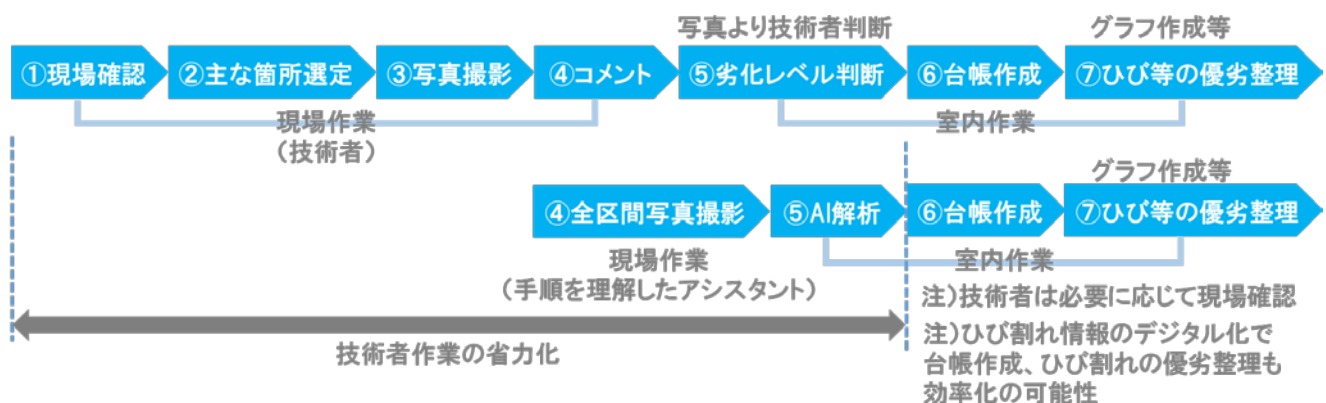 写真より技術者判断
グラフ作成等
①現場確認
②主な箇所選定
③写真撮影
④コメント
⑤劣化レベル判断
⑥台帳作成
⑦ひび等の優劣整理
現場作業
（技術者）
室内作業
グラフ作成等
④全区間写真撮影
⑤AI解析
⑥台帳作成
⑦ひび等の優劣整理
現場作業
（手順を理解したアシスタント）
室内作業
注）技術者は必要に応じて現場確認
注）ひび割れ情報のデジタル化で
台帳作成、ひび割れの優劣整理も
効率化の可能性
技術者作業の省力化